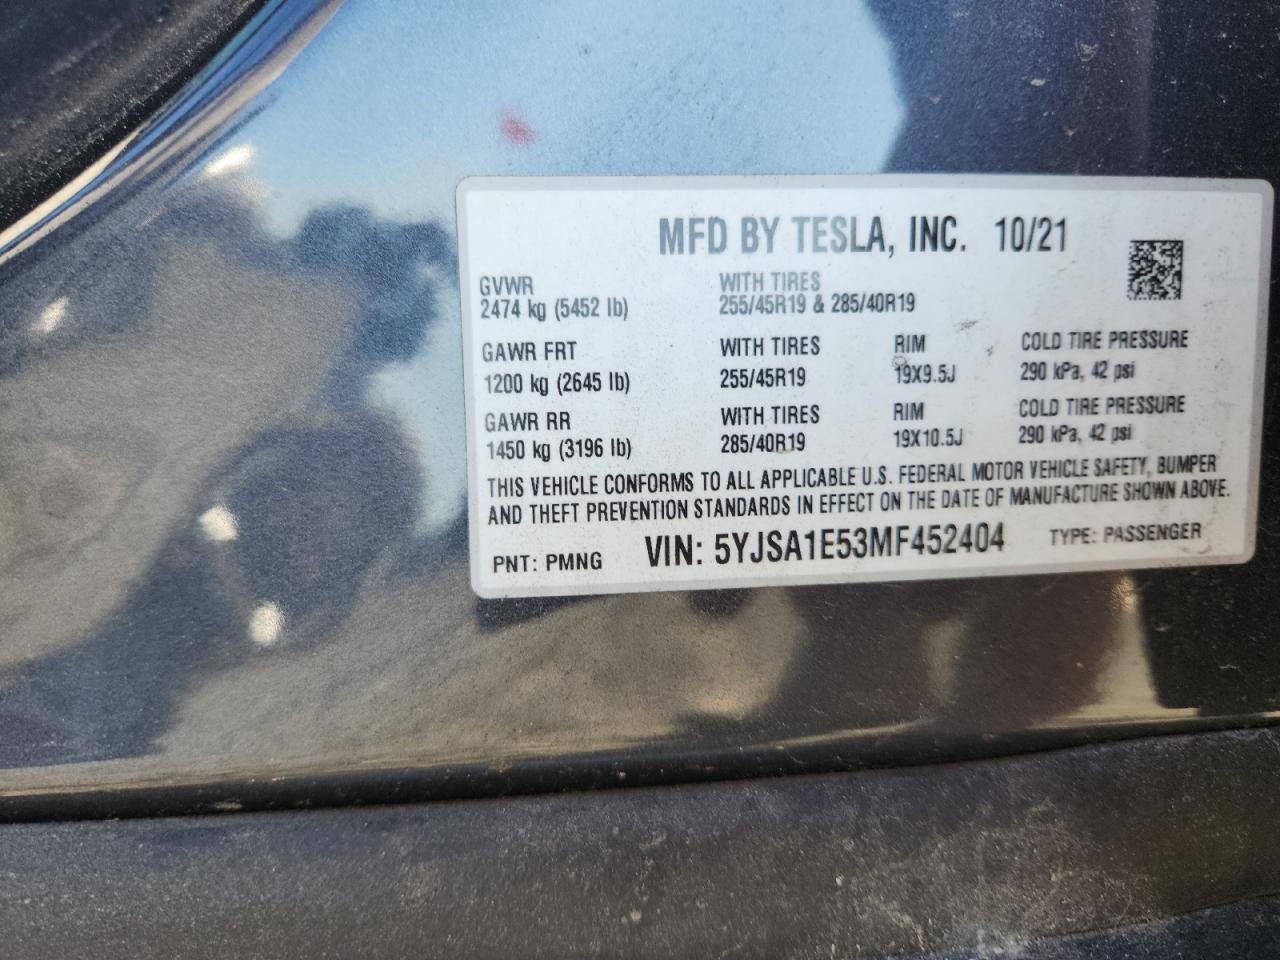 MFD BY TESLA, INC. 10/21
GVWR WITH TIRES
2474 kg (5452 lb) 255/45R19 & 285/40R19
GAWR FRT WITH TIRES RIM COLD TIRE PRESSURE
1200 kg (2645 lb) 255/45R19 19X9.5J 290 kPa, 42 psi
GAWR RR WITH TIRES RIM COLD TIRE PRESSURE
1450 kg (3196 lb) 285/40R19 19X10.5J 290 kPa, 42 psi
THIS VEHICLE CONFORMS TO ALL APPLICABLE U.S. FEDERAL MOTOR VEHICLE SAFETY, BUMPER
AND THEFT PREVENTION STANDARDS IN EFFECT ON THE DATE OF MANUFACTURE SHOWN ABOVE.
PNT: PMNG VIN: 5YJSA1E53MF452404 TYPE: PASSENGER